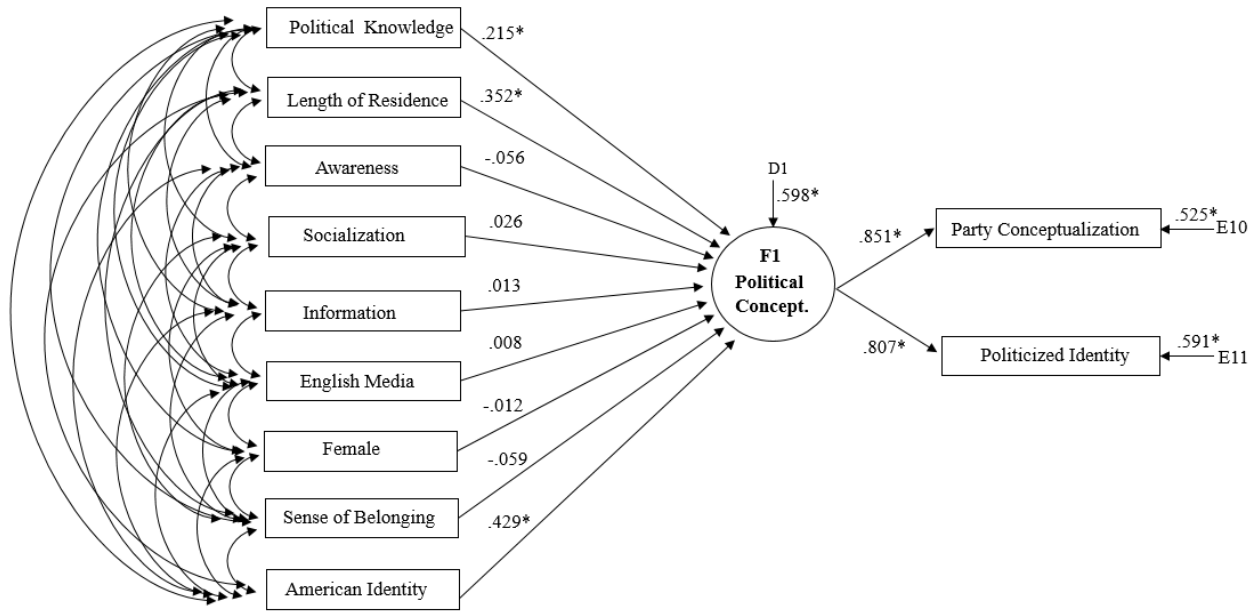 Political Knowledge
.215*
Length of Residence
.352*
Awareness
-.056
Socialization
.026
Information
.013
English Media
.008
Female
-.012
Sense of Belonging
-.059
American Identity
.429*
D1
.598*
F1
Political
Concept.
.851*
Party Conceptualization
.525*
E10
.807*
Politicized Identity
.591*
E11